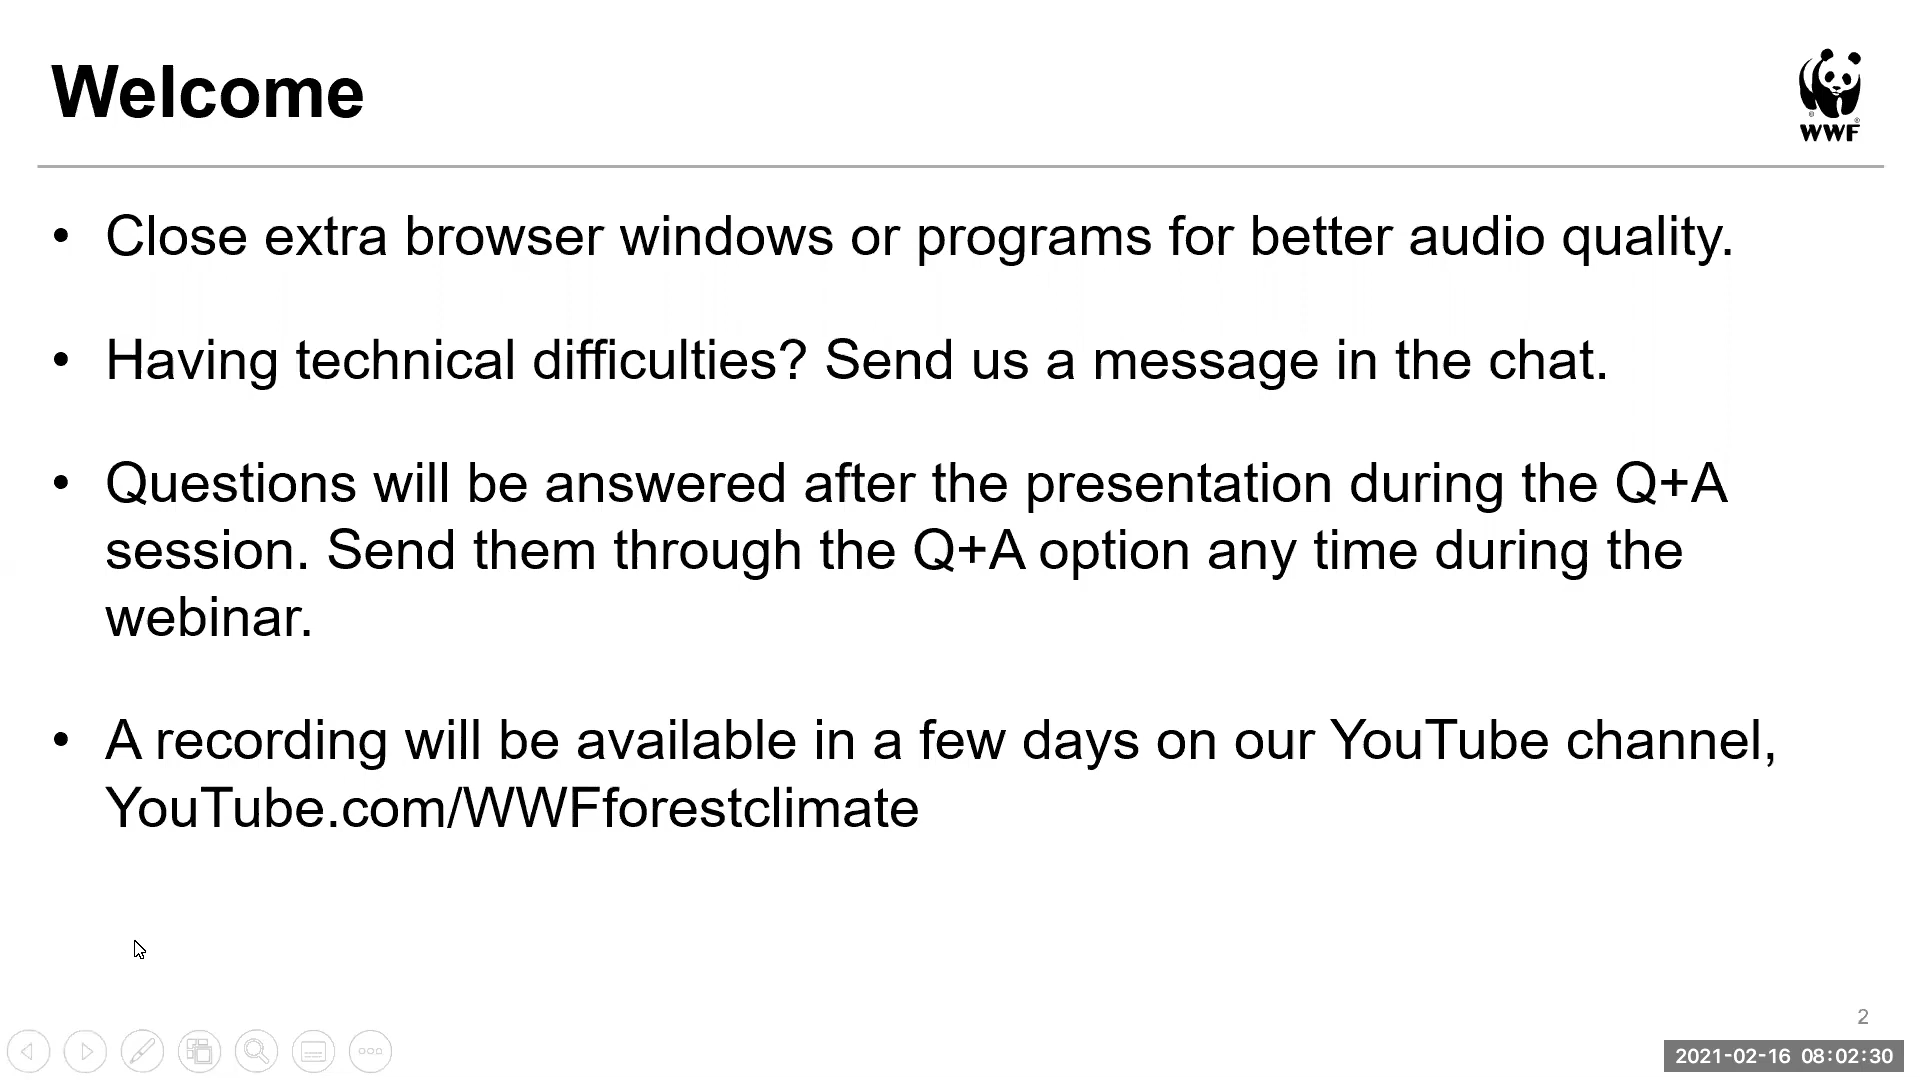 Welcome
WWF
• Close extra browser windows or programs for better audio quality.
• Having technical difficulties? Send us a message in the chat.
• Questions will be answered after the presentation during the Q+A
session. Send them through the Q+A option any time during the
webinar.
• A recording will be available in a few days on our YouTube channel,
YouTube.com/WWFforestclimate
2
2021-02-16 08:02:30